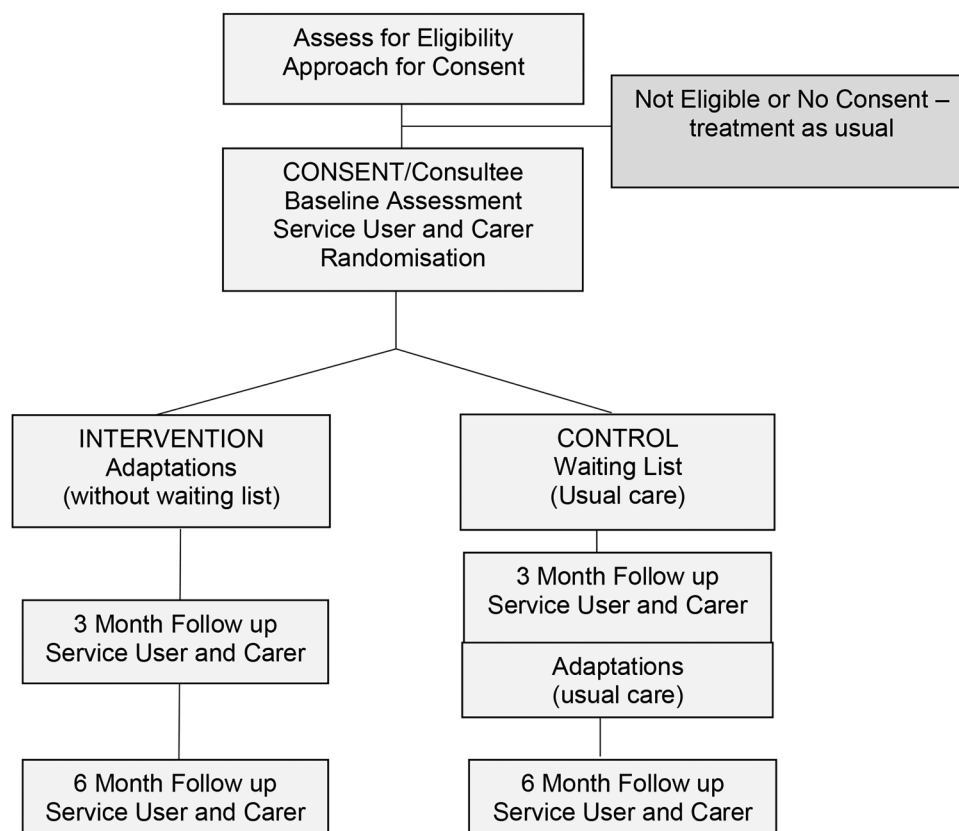 Assess for Eligibility
Approach for Consent
Not Eligible or No Consent –
treatment as usual
CONSENT/Consultee
Baseline Assessment
Service User and Carer
Randomisation
INTERVENTION
Adaptations
(without waiting list)
CONTROL
Waiting List
(Usual care)
3 Month Follow up
Service User and Carer
3 Month Follow up
Service User and Carer
Adaptations
(usual care)
6 Month Follow up
Service User and Carer
6 Month Follow up
Service User and Carer